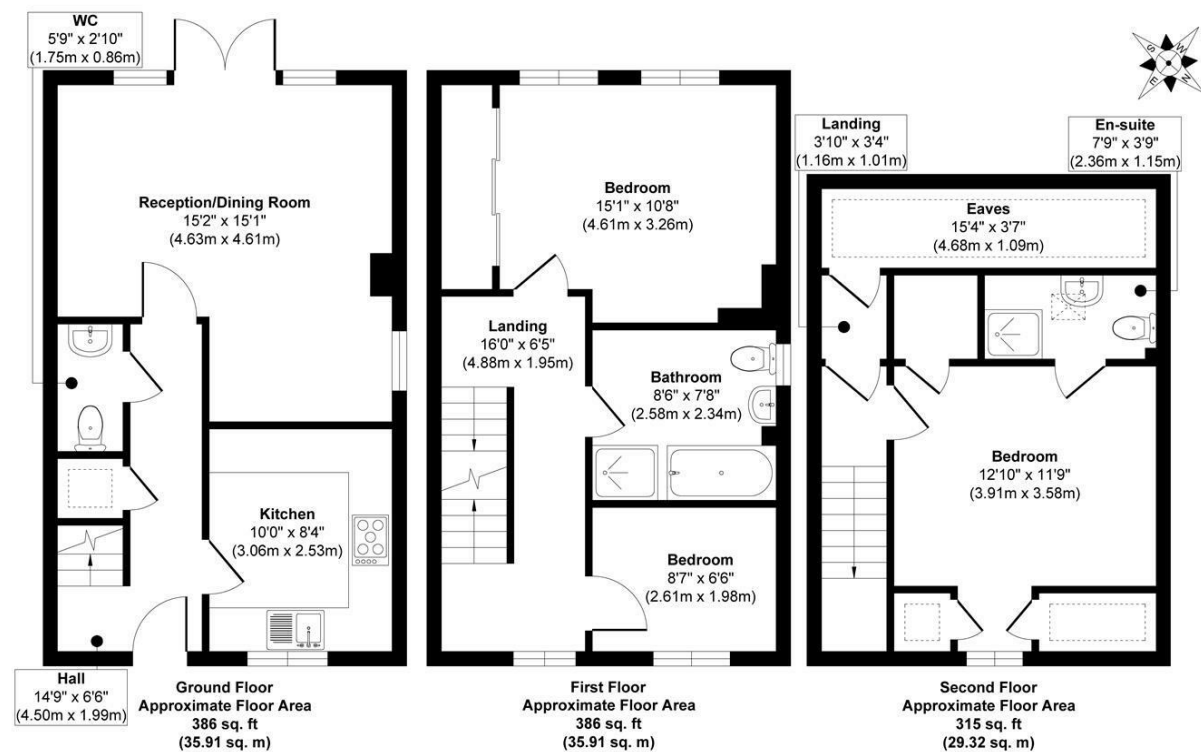 WC
5'9" x 2'10"
(1.75m x 0.86m)
Reception/Dining Room
15'2" x 15'1"
(4.63m x 4.61m)
Kitchen
10'0" x 8'4"
(3.06m x 2.53m)
Hall
14'9" x 6'6"
(4.50m x 1.99m)
Ground Floor
Approximate Floor Area
386 sq. ft
(35.91 sq. m)
Bedroom
15'1" x 10'8"
(4.61m x 3.26m)
Landing
16'0" x 6'5"
(4.88m x 1.95m)
Bathroom
8'6" x 7'8"
(2.58m x 2.34m)
Bedroom
8'7" x 6'6"
(2.61m x 1.98m)
First Floor
Approximate Floor Area
386 sq. ft
(35.91 sq. m)
S W
E N
Landing
3'10" x 3'4"
(1.16m x 1.01m)
En-suite
7'9" x 3'9"
(2.36m x 1.15m)
Eaves
15'4" x 3'7"
(4.68m x 1.09m)
Bedroom
12'10" x 11'9"
(3.91m x 3.58m)
Second Floor
Approximate Floor Area
315 sq. ft
(29.32 sq. m)